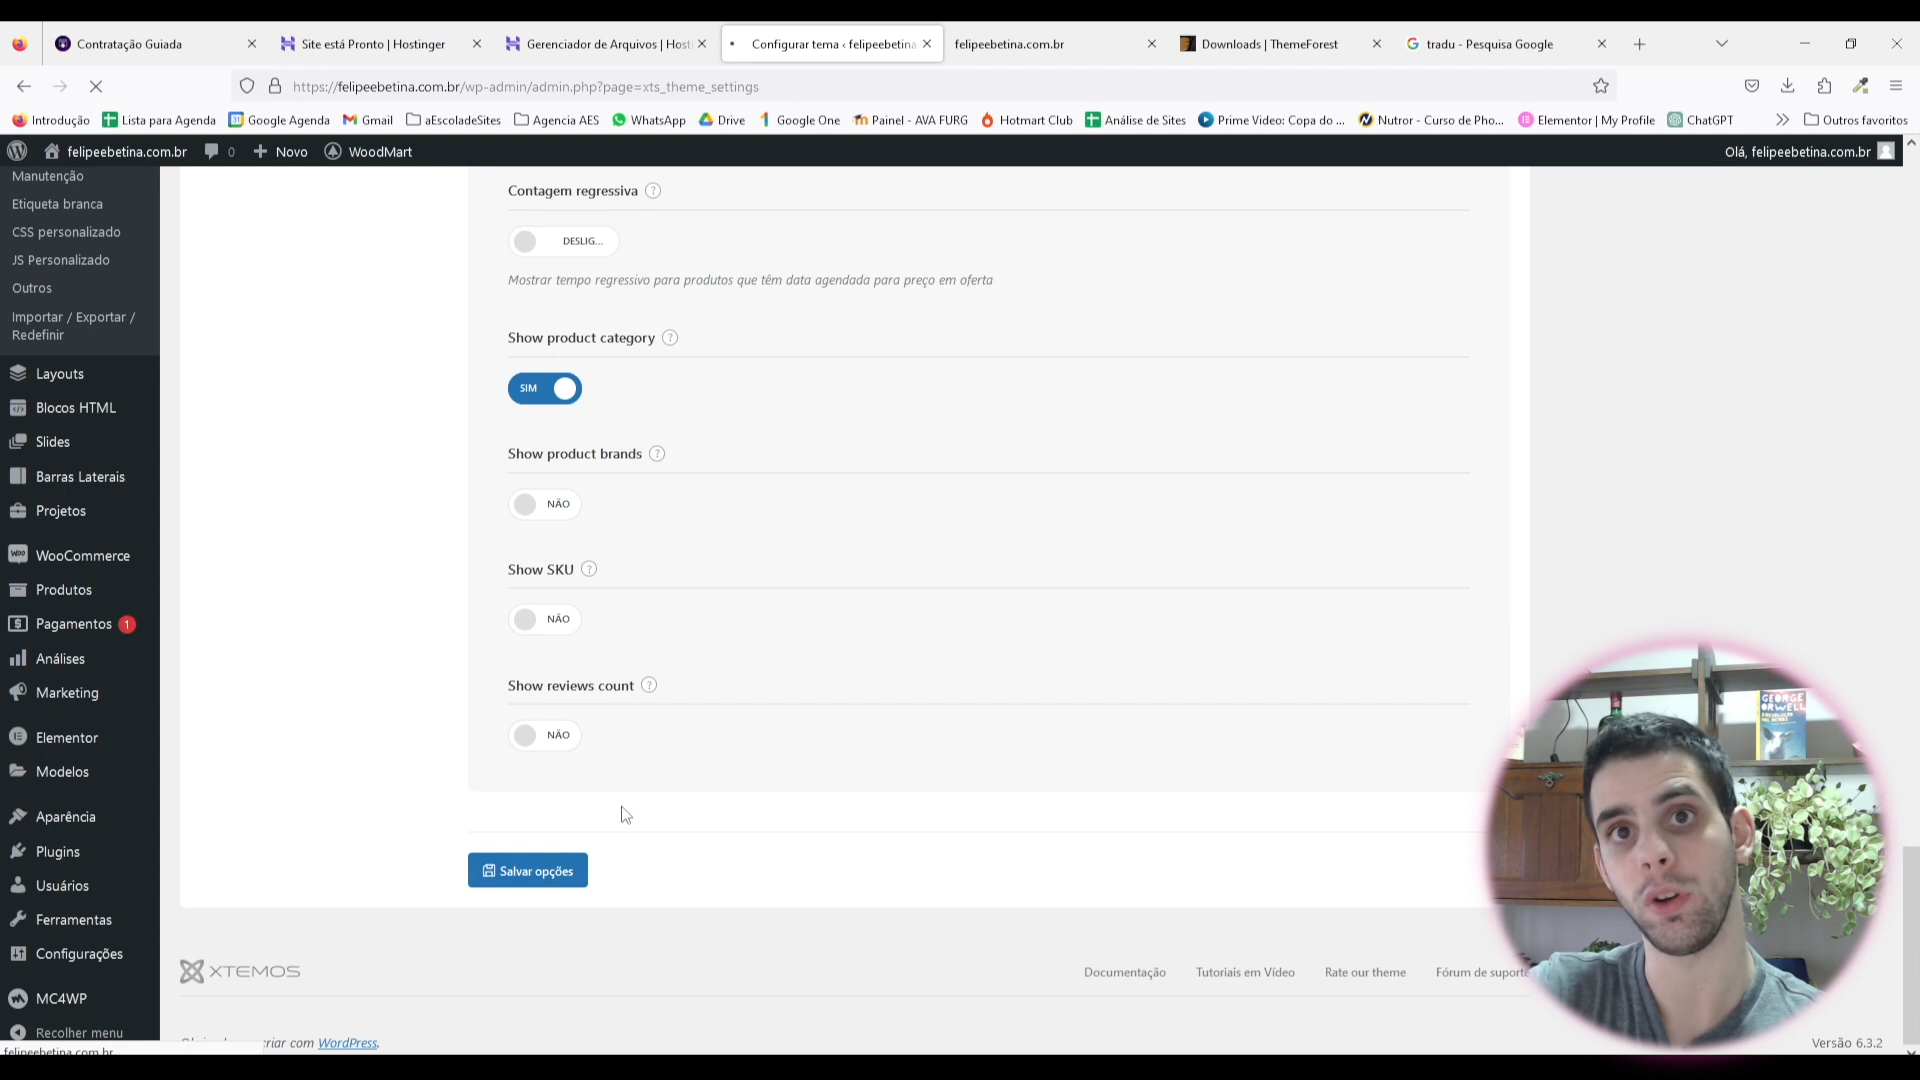 Contratação Guiada
Site está Pronto | Hostinger
Gerenciador de Arquivos | Host
Configurar tema ‹ felipeebetina.
felipeebetina.com.br
Downloads | ThemeForest
tradu - Pesquisa Google
https://felipeebetina.com.br/wp-admin/admin.php?page=xts_theme_settings
Introdução
Lista para Agenda
Google Agenda
Gmail
aEscoladeSites
Agencia AES
WhatsApp
Drive
Google One
Painel - AVA FURG
Hotmart Club
Análise de Sites
Prime Video: Copa do ...
Nutror - Curso de Pho...
Elementor | My Profile
ChatGPT
Outros favoritos
felipeebetina.com.br
0
Novo
WoodMart
Olá, felipeebetina.com.br
Manutenção
Etiqueta branca
CSS personalizado
JS Personalizado
Outros
Importar / Exportar /
Redefinir
Layouts
Blocos HTML
Slides
Barras Laterais
Projetos
WooCommerce
Produtos
Pagamentos 1
Análises
Marketing
Elementor
Modelos
Aparência
Plugins
Usuários
Ferramentas
Configurações
MC4WP
Recolher menu
Contagem regressiva ?
DESLIG...
Mostrar tempo regressivo para produtos que têm data agendada para preço em oferta
Show product category ?
SIM
Show product brands ?
NÃO
Show SKU ?
NÃO
Show reviews count ?
NÃO
Salvar opções
XTEMOS
Documentação
Tutoriais em Vídeo
Rate our theme
Fórum de suporte
criar com WordPress.
Versão 6.3.2
felipeebetina.com.br
GEORGE
ORWELL